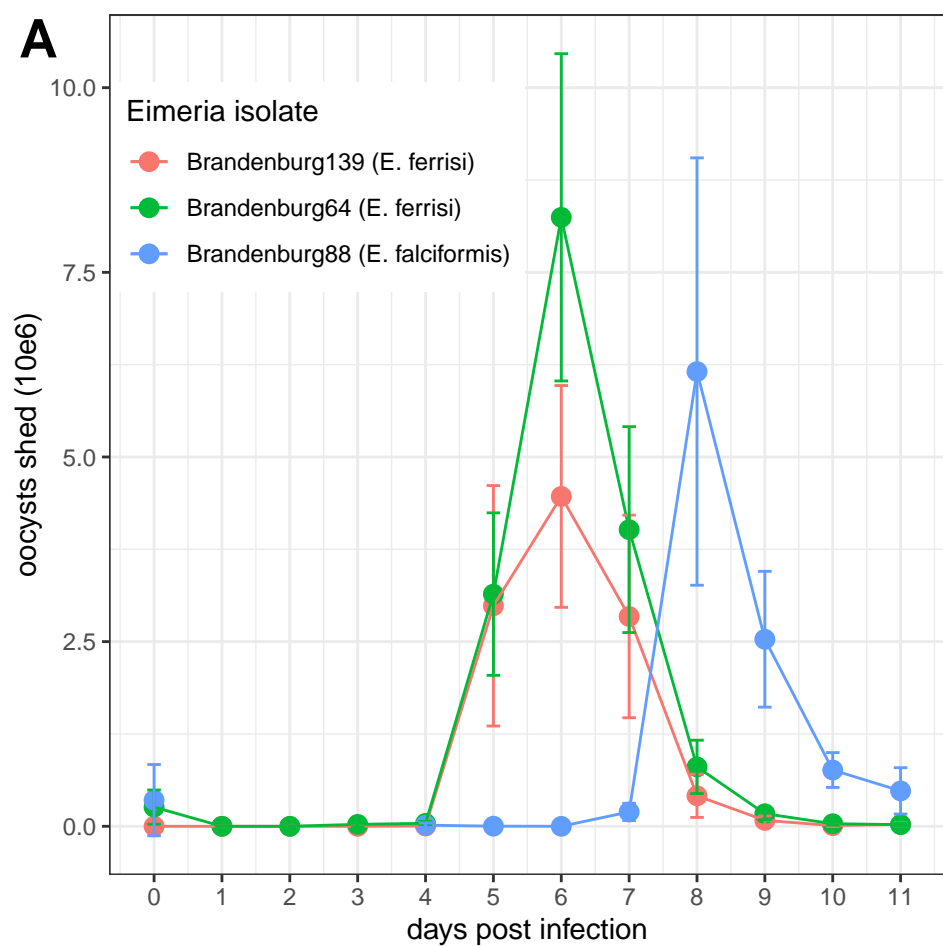 A
10.0
7.5
5.0
2.5
0.0
oocysts shed (10e6)
Eimeria isolate
Brandenburg139 (E. ferrisi)
Brandenburg64 (E. ferrisi)
Brandenburg88 (E. falciformis)
0 1 2 3 4 5 6 7 8 9 10 11
days post infection